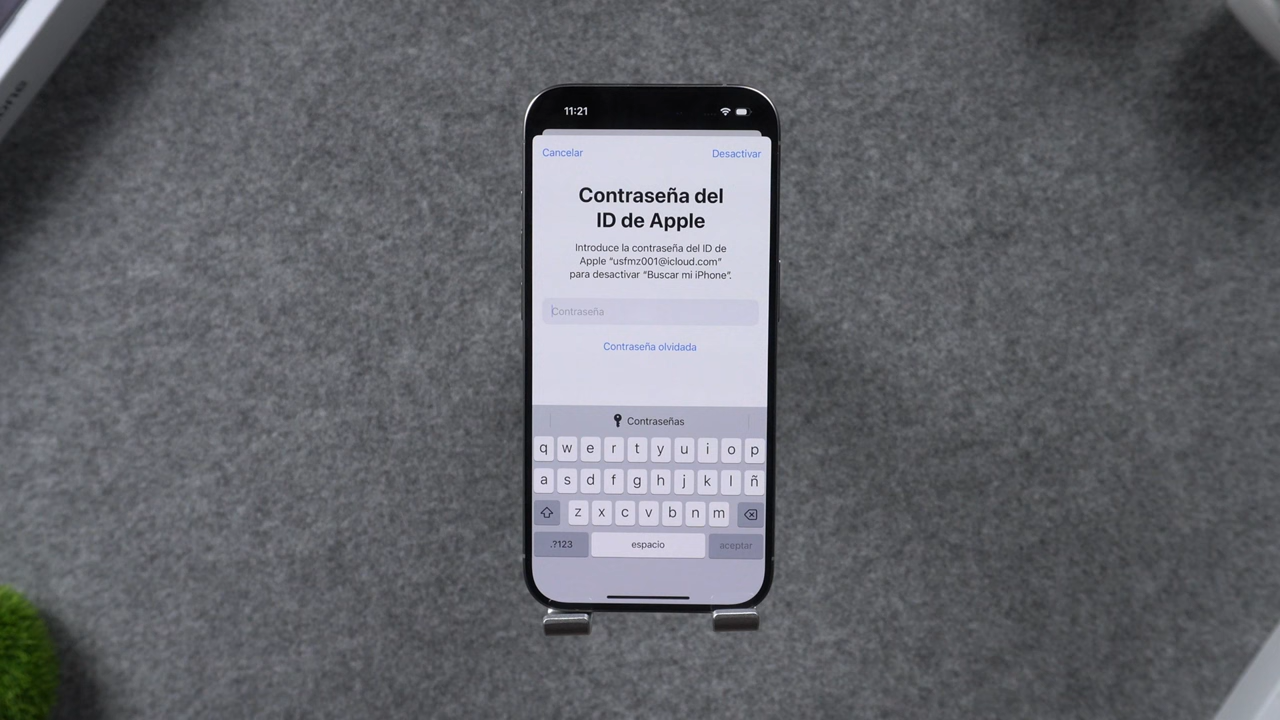 11:21
Cancelar
Desactivar
Contraseña del
ID de Apple
Introduce la contraseña del ID de
Apple “usfmz001@icloud.com”
para desactivar “Buscar mi iPhone”.
Contraseña
Contraseña olvidada
Contraseñas
q w e r t y u i o p
a s d f g h j k l ñ
z x c v b n m
.?123 espacio aceptar